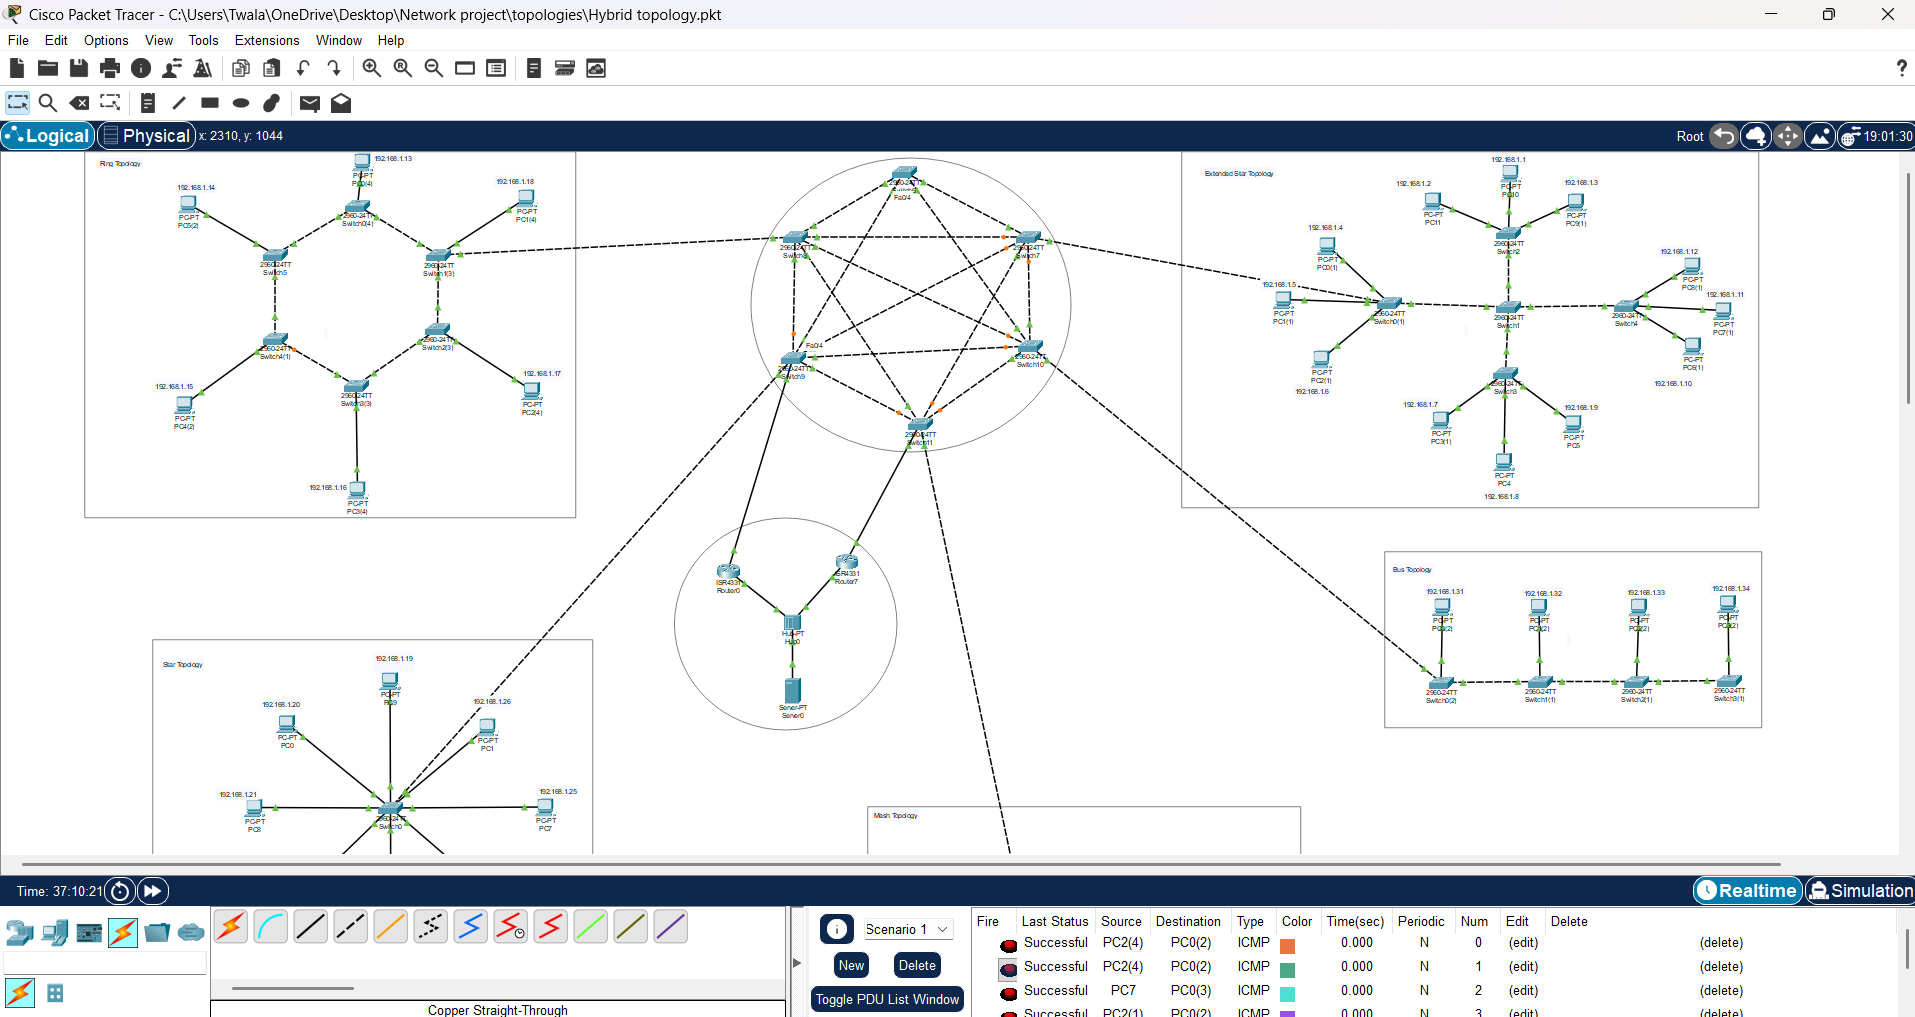 Cisco Packet Tracer - C:\Users\Twala\OneDrive\Desktop\Network project\topologies\Hybrid topology.pkt
File Edit Options View Tools Extensions Window Help
?
Logical Physical x: 2310, y: 1044
Root 19:01:30
Ring Topology
192.168.1.13
PC-PT
PC0(4)
192.168.1.14
PC-PT
PC5(2)
192.168.1.18
PC-PT
PC1(4)
2960-24TT
Switch0(4)
2960-24TT
Switch5
2960-24TT
Switch1(3)
2960-24TT
Switch4(1)
2960-24TT
Switch2(3)
2960-24TT
Switch3(3)
192.168.1.15
PC-PT
PC4(2)
192.168.1.17
PC-PT
PC2(4)
192.168.1.16
PC-PT
PC3(4)
2960-24TT
Fa0/4
2960-24TT
2960-24TT
Switch7
Fa0/4
2960-24TT
Switch9
2960-24TT
Switch10
2960-24TT
Switch11
Extended Star Topology
192.168.1.1
PC-PT
PC10
192.168.1.2
PC-PT
PC11
192.168.1.3
PC-PT
PC9(1)
2960-24TT
Switch2
192.168.1.4
PC-PT
PC0(1)
192.168.1.5
PC-PT
PC1(1)
2960-24TT
Switch0(1)
2960-24TT
Switch1
2960-24TT
Switch4
192.168.1.12
PC-PT
PC8(1)
192.168.1.11
PC-PT
PC7(1)
PC-PT
PC6(1)
192.168.1.10
PC-PT
PC2(1)
192.168.1.6
2960-24TT
Switch3
192.168.1.7
PC-PT
PC3(1)
192.168.1.9
PC-PT
PC5
PC-PT
PC4
192.168.1.8
ISR4331
Router0
ISR4331
Router7
Hub-PT
Hub0
Server-PT
Server0
Bus Topology
192.168.1.31
PC-PT
PC0(2)
192.168.1.32
PC-PT
PC1(2)
192.168.1.33
PC-PT
PC2(2)
192.168.1.34
PC-PT
PC3(2)
2960-24TT
Switch0(2)
2960-24TT
Switch1(1)
2960-24TT
Switch2(1)
2960-24TT
Switch3(1)
Star Topology
192.168.1.19
PC-PT
PC9
192.168.1.20
PC-PT
PC0
192.168.1.26
PC-PT
PC1
192.168.1.21
PC-PT
PC8
192.168.1.25
PC-PT
PC7
2960-24TT
Switch0
Mesh Topology
Time: 37:10:21
Realtime Simulation
Copper Straight-Through
Scenario 1
New Delete
Toggle PDU List Window
Fire Last Status Source Destination Type Color Time(sec) Periodic Num Edit Delete
Successful PC2(4) PC0(2) ICMP 0.000 N 0 (edit) (delete)
Successful PC2(4) PC0(2) ICMP 0.000 N 1 (edit) (delete)
Successful PC7 PC0(3) ICMP 0.000 N 2 (edit) (delete)
Successful PC2(1) PC0(2) ICMP 0.000 N 3 (edit) (delete)